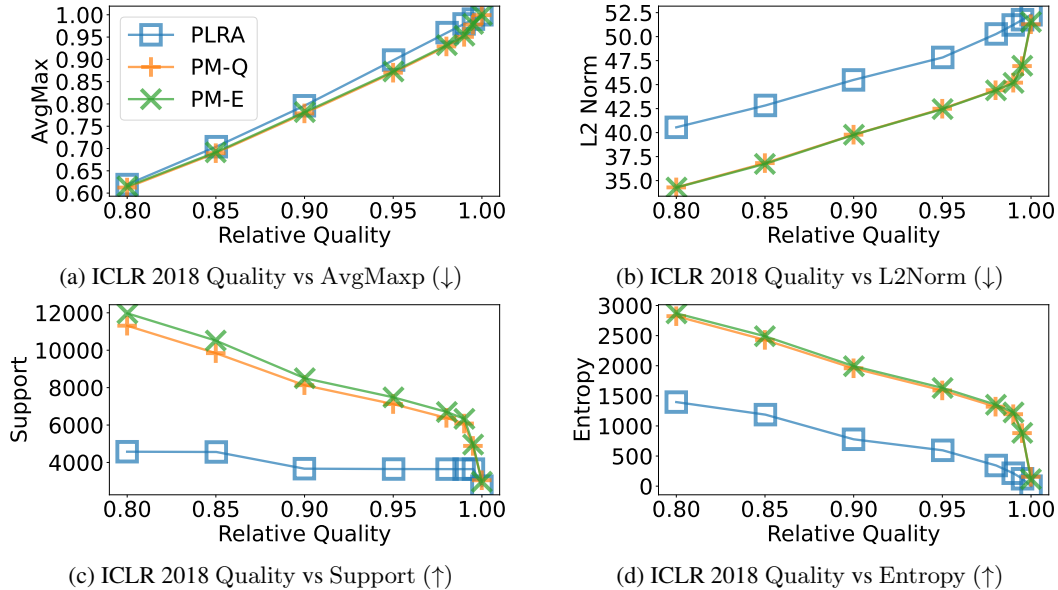 1.00
0.95
0.90
0.85
0.80
0.75
0.70
0.65
0.60
AvgMax
PLRA
PM-Q
PM-E
0.80 0.85 0.90 0.95 1.00
Relative Quality
(a) ICLR 2018 Quality vs AvgMaxp (↓)
52.5
50.0
47.5
45.0
42.5
40.0
37.5
35.0
L2 Norm
0.80 0.85 0.90 0.95 1.00
Relative Quality
(b) ICLR 2018 Quality vs L2Norm (↓)
12000
10000
8000
6000
4000
Support
0.80 0.85 0.90 0.95 1.00
Relative Quality
(c) ICLR 2018 Quality vs Support (↑)
3000
2500
2000
1500
1000
500
0
Entropy
0.80 0.85 0.90 0.95 1.00
Relative Quality
(d) ICLR 2018 Quality vs Entropy (↑)